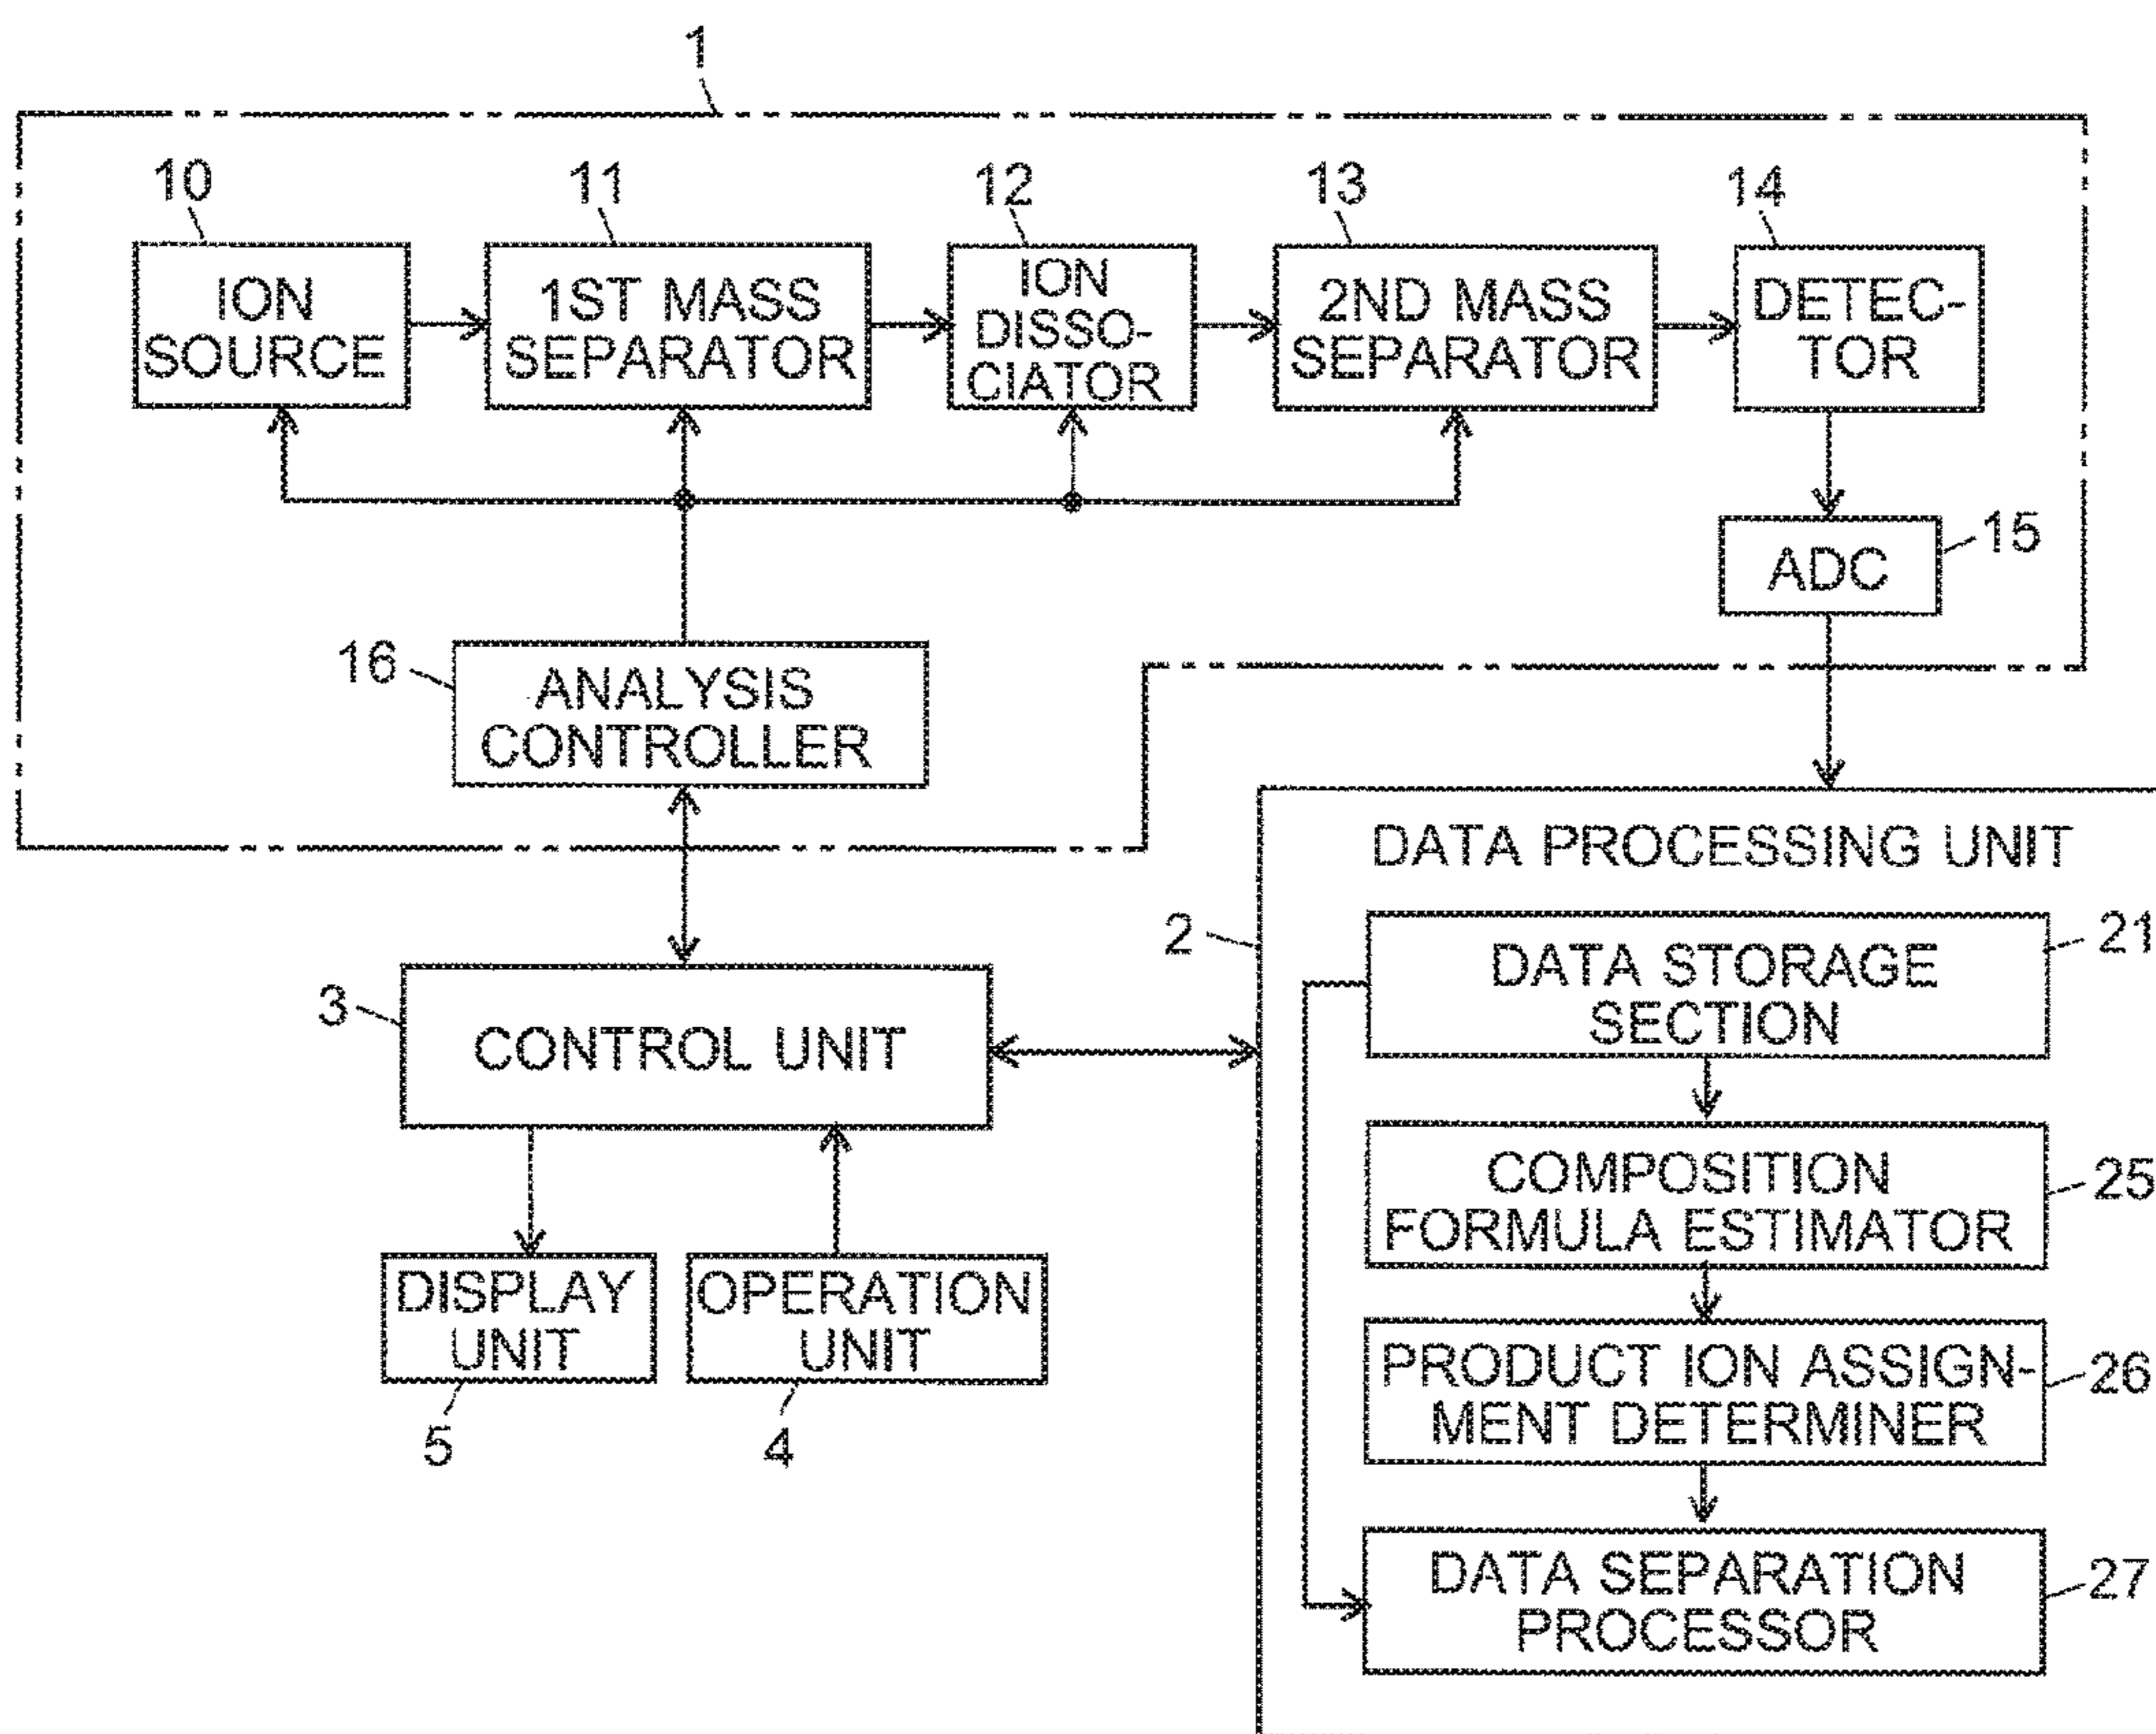 1
10
11
12
13
14
ION
SOURCE
1ST MASS
SEPARATOR
ION
DISSO-
CIATOR
2ND MASS
SEPARATOR
DETEC-
TOR
15
ADC
16
ANALYSIS
CONTROLLER
DATA PROCESSING UNIT
2
21
DATA STORAGE
SECTION
3
CONTROL UNIT
COMPOSITION
FORMULA ESTIMATOR
25
DISPLAY
UNIT
OPERATION
UNIT
5
4
PRODUCT ION ASSIGN-
MENT DETERMINER
26
DATA SEPARATION
PROCESSOR
27